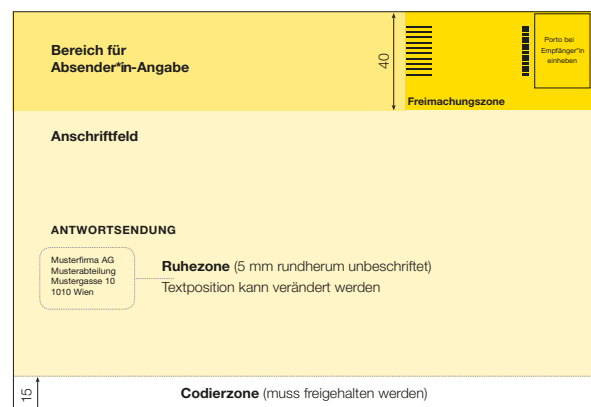 Bereich für
Absender*in-Angabe
40
Porto bei
Empfänger*in
einheben
Freimachungszone
Anschriftfeld
ANTWORTSENDUNG
Musterfirma AG
Musterabteilung
Mustergasse 10
1010 Wien
Ruhezone (5 mm rundherum unbeschriftet)
Textposition kann verändert werden
15
Codierzone (muss freigehalten werden)